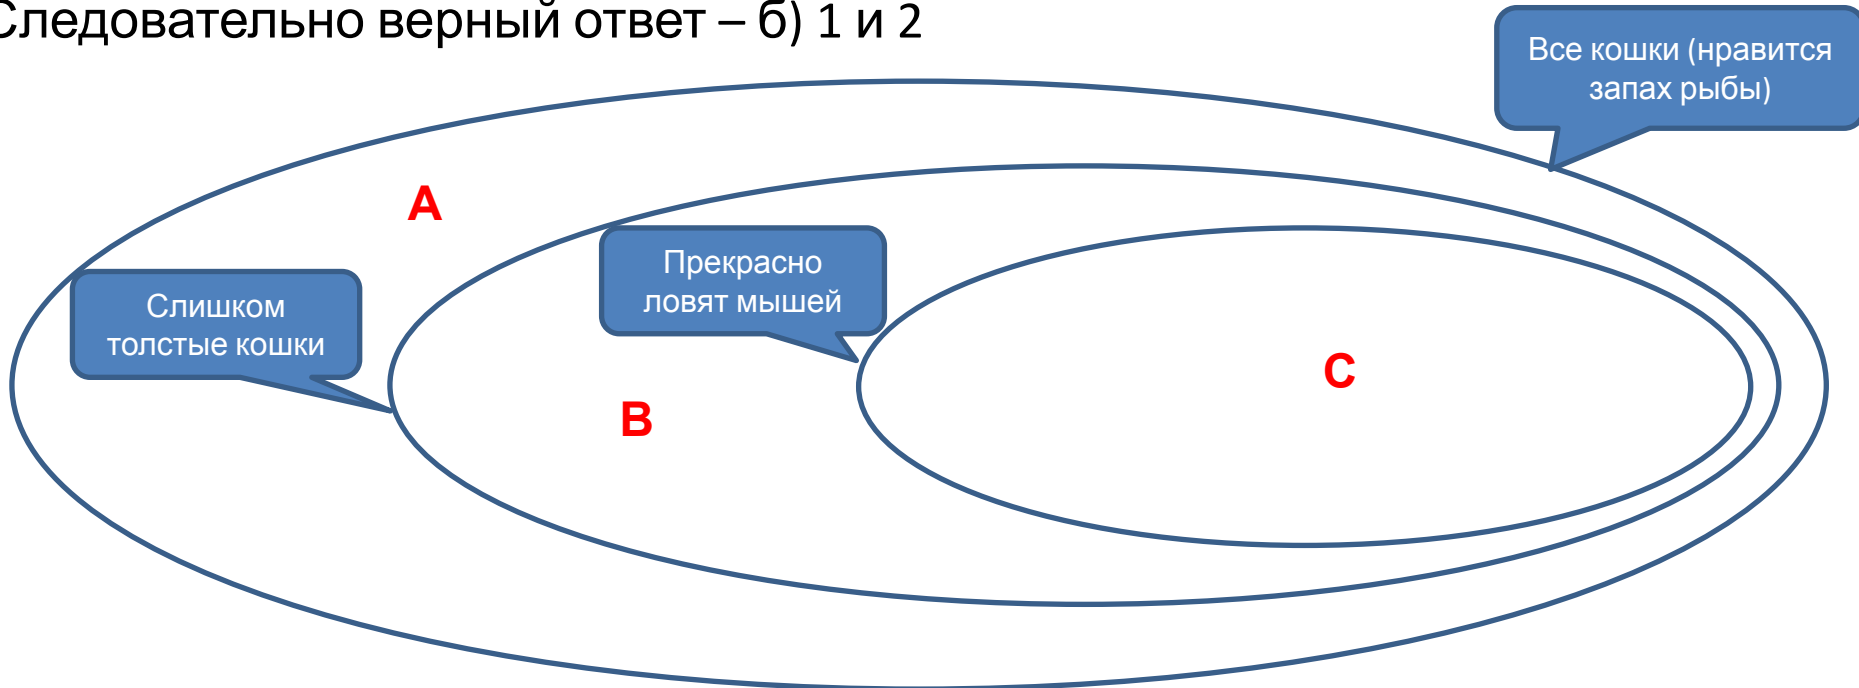 Следовательно верный ответ – б) 1 и 2
Все кошки (нравится
запах рыбы)
A
Прекрасно
ловят мышей
Слишком
толстые кошки
C
B